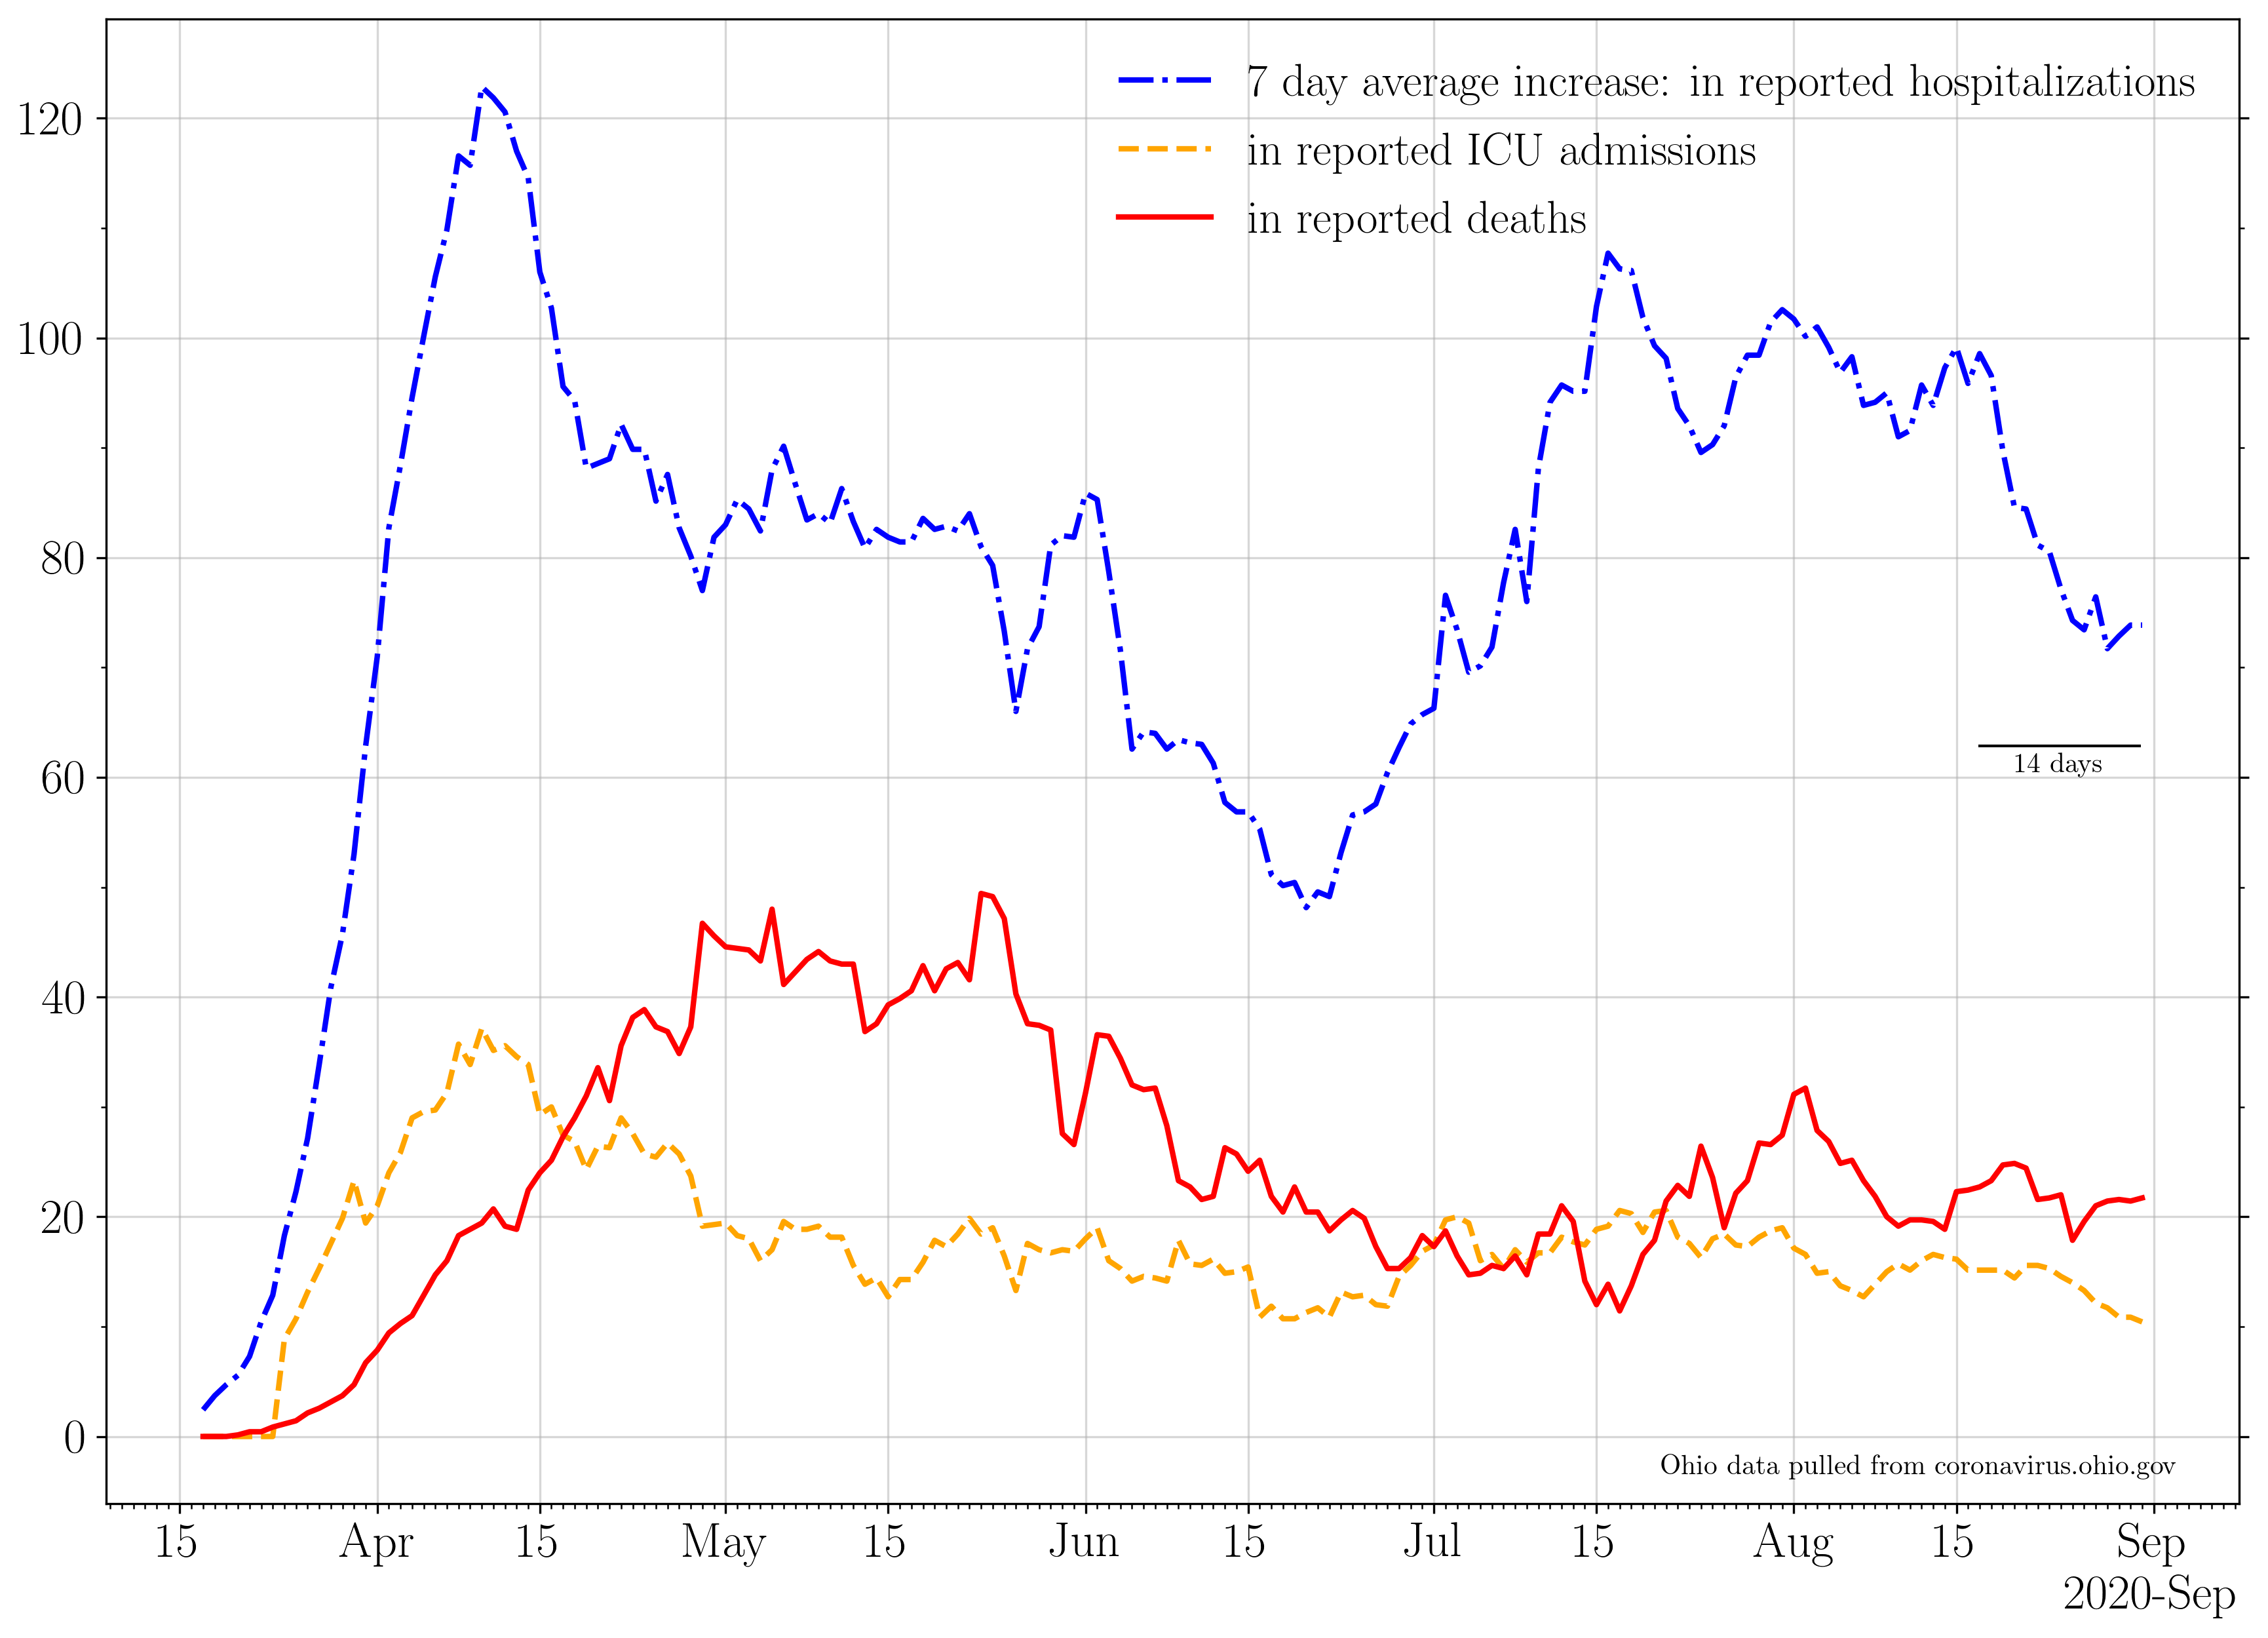 7 day average increase: in reported hospitalizations
in reported ICU admissions
in reported deaths
120
100
80
60
40
20
0
14 days
Ohio data pulled from coronavirus.ohio.gov
15 Apr 15 May 15 Jun 15 Jul 15 Aug 15 Sep
2020-Sep